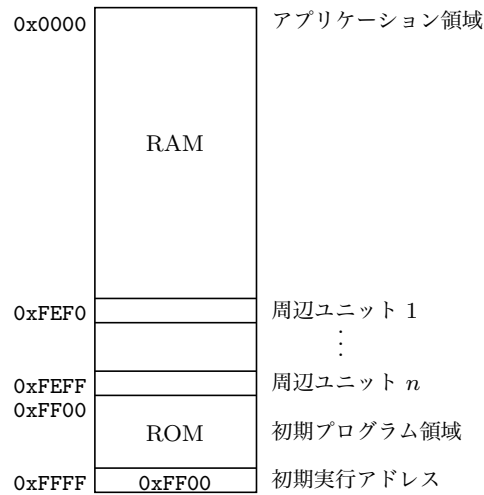 0x0000 アプリケーション領域
RAM
0xFEF0 周辺ユニット 1
⋮
0xFEFF 周辺ユニット n
0xFF00
ROM 初期プログラム領域
0xFFFF 0xFF00 初期実行アドレス